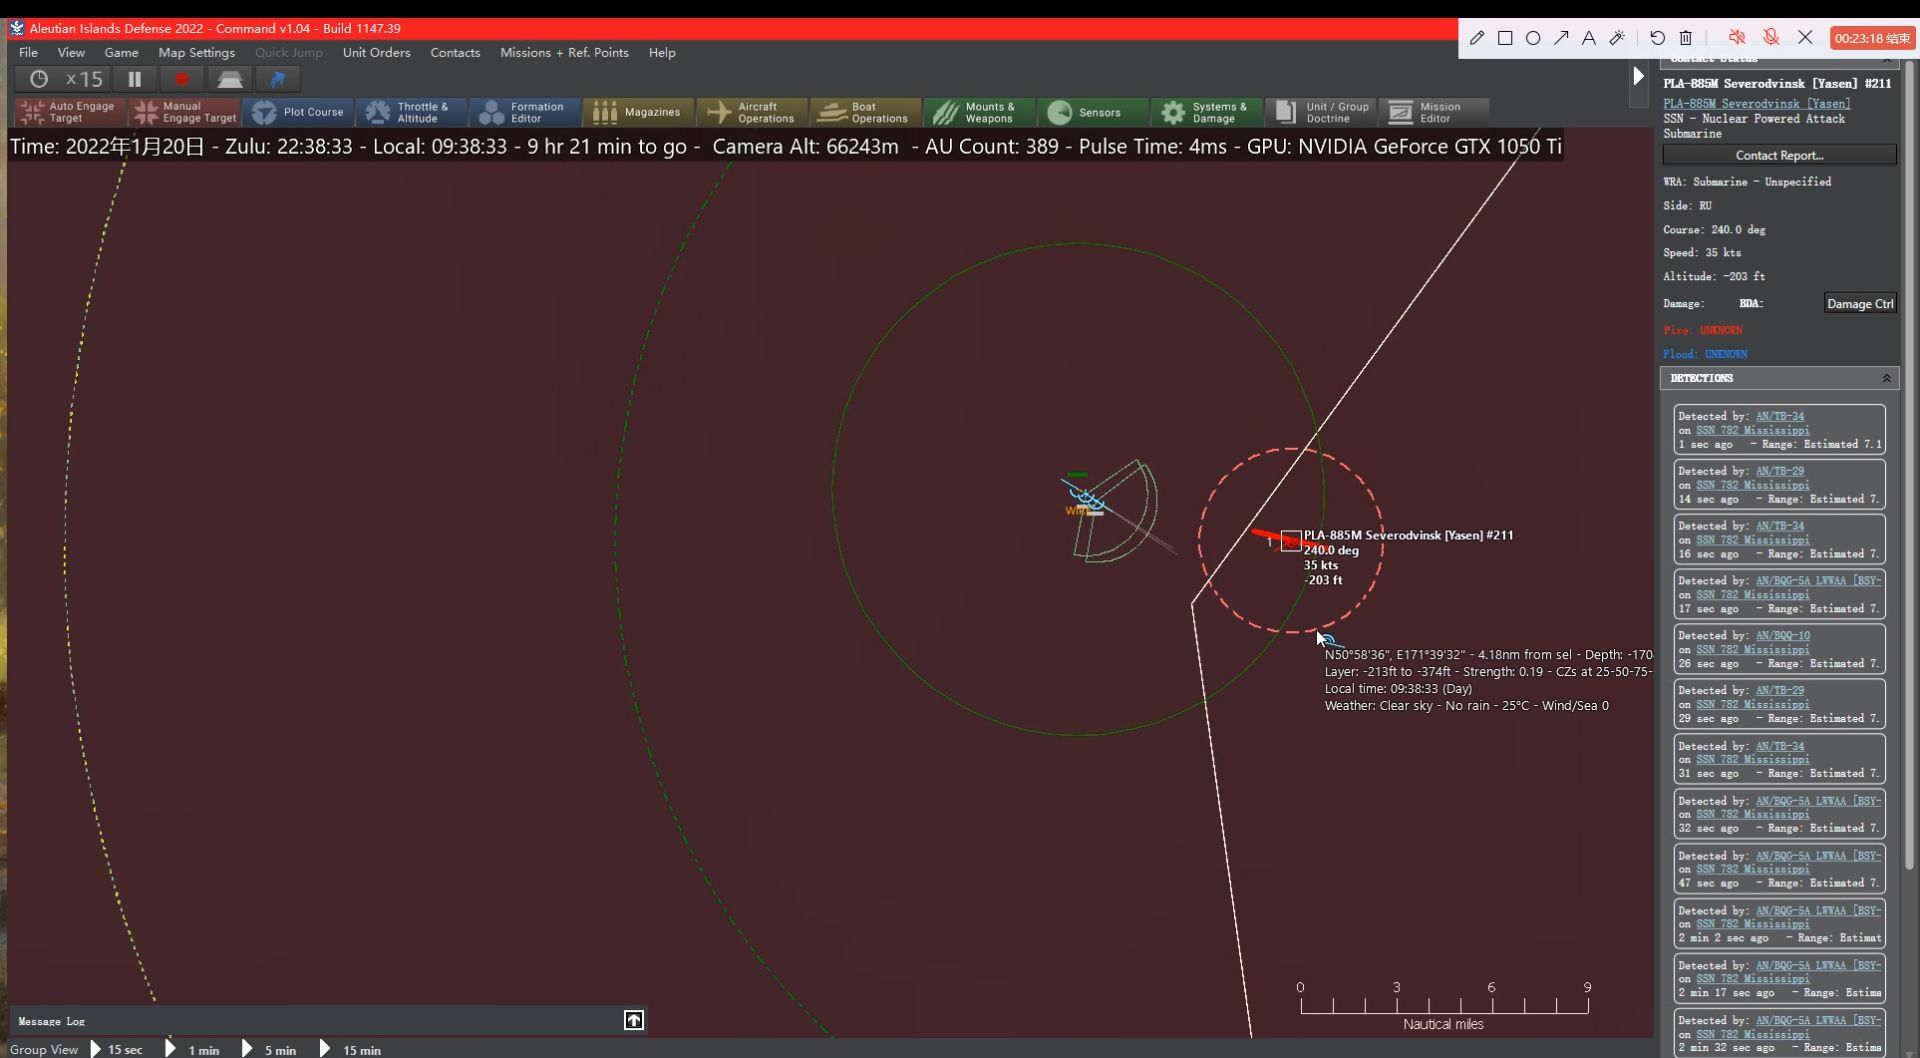 Aleutian Islands Defense 2022 - Command v1.04 - Build 1147.39
00:23:18 结束
File View Game Map Settings Quick Jump Unit Orders Contacts Missions + Ref. Points Help
x15
Auto Engage Target
Manual Engage Target
Plot Course
Throttle & Altitude
Formation Editor
Magazines
Aircraft Operations
Boat Operations
Mounts & Weapons
Sensors
Systems & Damage
Unit / Group Doctrine
Mission Editor
Time: 2022年1月20日 - Zulu: 22:38:33 - Local: 09:38:33 - 9 hr 21 min to go - Camera Alt: 66243m - AU Count: 389 - Pulse Time: 4ms - GPU: NVIDIA GeForce GTX 1050 Ti
1
PLA-885M Severodvinsk [Yasen] #211
240.0 deg
35 kts
-203 ft
N50°58'36", E171°39'32" - 4.18nm from sel - Depth: -170
Layer: -213ft to -374ft - Strength: 0.19 - CZs at 25-50-75-
Local time: 09:38:33 (Day)
Weather: Clear sky - No rain - 25°C - Wind/Sea 0
0 3 6 9
Nautical miles
Message Log
Group View 15 sec 1 min 5 min 15 min
Contact Status
PLA-885M Severodvinsk [Yasen] #211
PLA-885M Severodvinsk [Yasen]
SSN - Nuclear Powered Attack
Submarine
Contact Report...
WRA: Submarine - Unspecified
Side: RU
Course: 240.0 deg
Speed: 35 kts
Altitude: -203 ft
Damage: BDA: Damage Ctrl
Fire: UNKNOWN
Flood: UNKNOWN
DETECTIONS
Detected by: AN/TB-34
on SSN 782 Mississippi
1 sec ago - Range: Estimated 7.1
Detected by: AN/TB-29
on SSN 782 Mississippi
14 sec ago - Range: Estimated 7.
Detected by: AN/TB-34
on SSN 782 Mississippi
16 sec ago - Range: Estimated 7.
Detected by: AN/BQG-5A LWWAA [BSY-
on SSN 782 Mississippi
17 sec ago - Range: Estimated 7.
Detected by: AN/BQQ-10
on SSN 782 Mississippi
26 sec ago - Range: Estimated 7.
Detected by: AN/TB-29
on SSN 782 Mississippi
29 sec ago - Range: Estimated 7.
Detected by: AN/TB-34
on SSN 782 Mississippi
31 sec ago - Range: Estimated 7.
Detected by: AN/BQG-5A LWWAA [BSY-
on SSN 782 Mississippi
32 sec ago - Range: Estimated 7.
Detected by: AN/BQG-5A LWWAA [BSY-
on SSN 782 Mississippi
47 sec ago - Range: Estimated 7.
Detected by: AN/BQG-5A LWWAA [BSY-
on SSN 782 Mississippi
2 min 2 sec ago - Range: Estimat
Detected by: AN/BQG-5A LWWAA [BSY-
on SSN 782 Mississippi
2 min 17 sec ago - Range: Estima
Detected by: AN/BQG-5A LWWAA [BSY-
on SSN 782 Mississippi
2 min 32 sec ago - Range: Estima